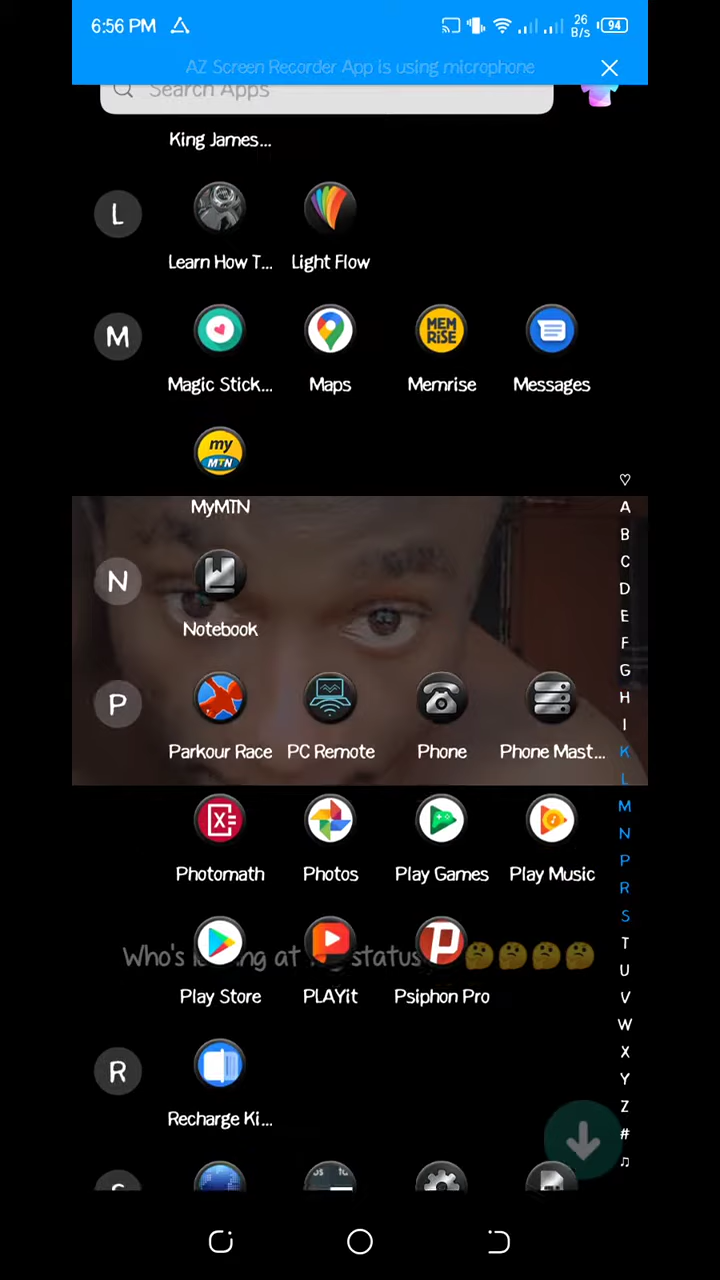 6:56 PM 26 B/s 94
AZ Screen Recorder App is using microphone
Search Apps
King James...
L
Learn How T... Light Flow
M
MEM RiSE
Magic Stick... Maps Memrise Messages
my MTN
MyMTN
♡
A
B
C
D
E
F
G
H
I
K
L
M
N
P
R
S
T
U
V
W
X
Y
Z
#
♫
N
Notebook
P
Parkour Race PC Remote Phone Phone Mast...
Photomath Photos Play Games Play Music
Who's at status 🤔🤔🤔🤔
Play Store PLAYit Psiphon Pro
R
Recharge Ki...
S